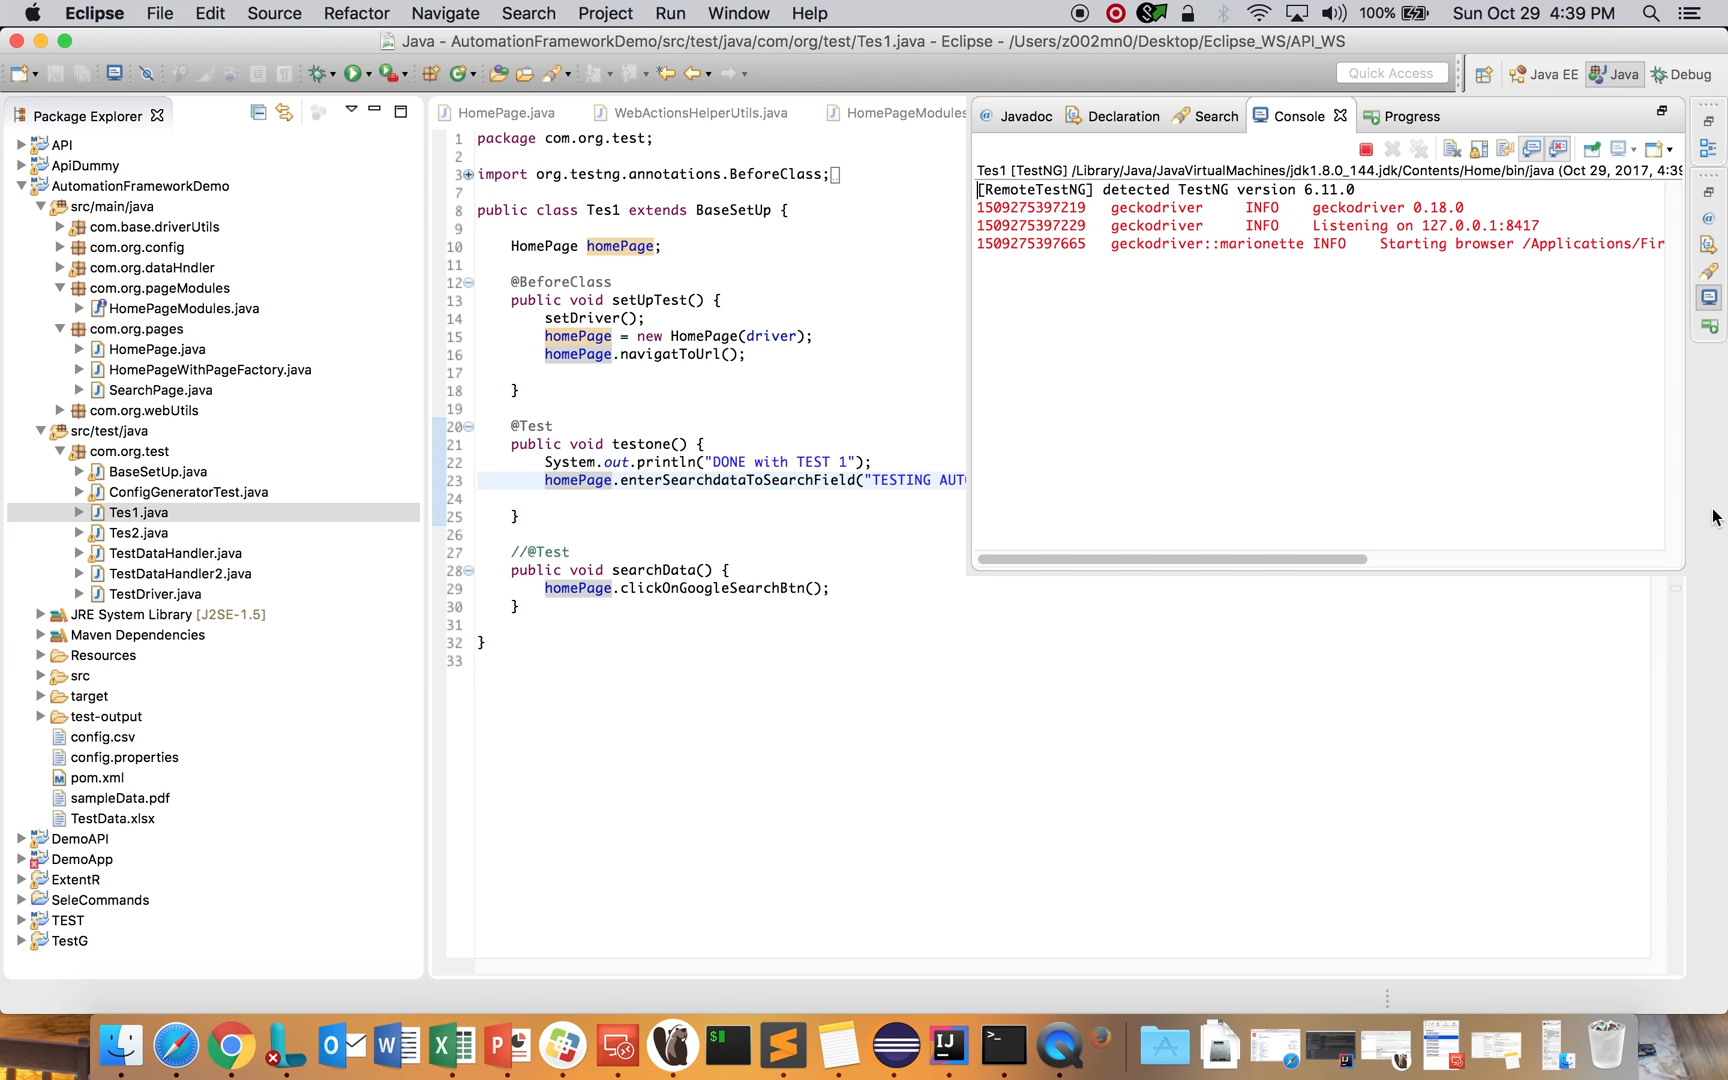 Eclipse File Edit Source Refactor Navigate Search Project Run Window Help 100% Sun Oct 29 4:39 PM
Java - AutomationFrameworkDemo/src/test/java/com/org/test/Tes1.java - Eclipse - /Users/z002mn0/Desktop/Eclipse_WS/API_WS
Quick Access Java EE Java Debug
Package Explorer
API
ApiDummy
AutomationFrameworkDemo
src/main/java
com.base.driverUtils
com.org.config
com.org.dataHndler
com.org.pageModules
HomePageModules.java
com.org.pages
HomePage.java
HomePageWithPageFactory.java
SearchPage.java
com.org.webUtils
src/test/java
com.org.test
BaseSetUp.java
ConfigGeneratorTest.java
Tes1.java
Tes2.java
TestDataHandler.java
TestDataHandler2.java
TestDriver.java
JRE System Library [J2SE-1.5]
Maven Dependencies
Resources
src
target
test-output
config.csv
config.properties
pom.xml
sampleData.pdf
TestData.xlsx
DemoAPI
DemoApp
ExtentR
SeleCommands
TEST
TestG
HomePage.java WebActionsHelperUtils.java HomePageModules
1 package com.org.test;
2
3 import org.testng.annotations.BeforeClass;
7
8 public class Tes1 extends BaseSetUp {
9
10 HomePage homePage;
11
12 @BeforeClass
13 public void setUpTest() {
14 setDriver();
15 homePage = new HomePage(driver);
16 homePage.navigatToUrl();
17
18 }
19
20 @Test
21 public void testone() {
22 System.out.println("DONE with TEST 1");
23 homePage.enterSearchdataToSearchField("TESTING AUT
24
25 }
26
27 //@Test
28 public void searchData() {
29 homePage.clickOnGoogleSearchBtn();
30 }
31
32 }
33
Javadoc Declaration Search Console Progress
Tes1 [TestNG] /Library/Java/JavaVirtualMachines/jdk1.8.0_144.jdk/Contents/Home/bin/java (Oct 29, 2017, 4:39
[RemoteTestNG] detected TestNG version 6.11.0
1509275397219 geckodriver INFO geckodriver 0.18.0
1509275397229 geckodriver INFO Listening on 127.0.0.1:8417
1509275397665 geckodriver::marionette INFO Starting browser /Applications/Fir